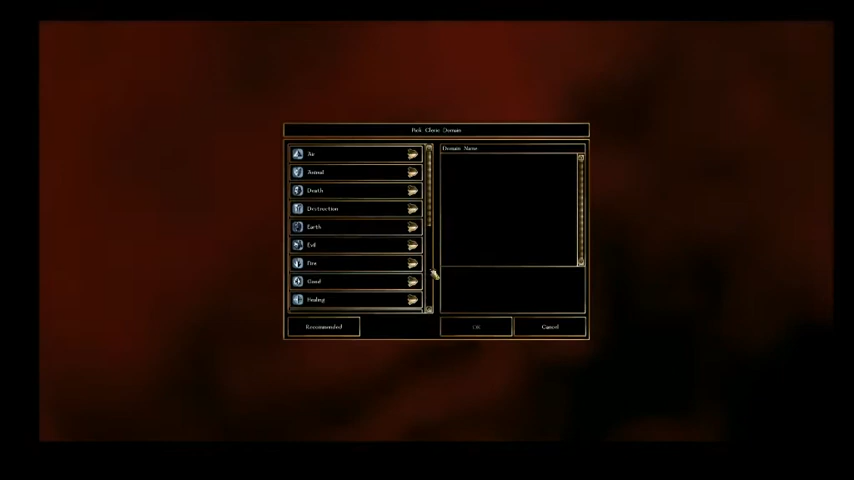 Pick Cleric Domain
Air
Animal
Death
Destruction
Earth
Evil
Fire
Good
Healing
Domain Name
Recommended
OK
Cancel